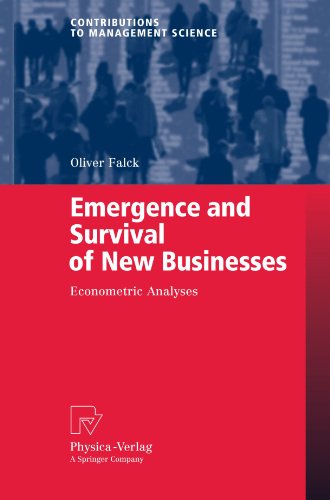 CONTRIBUTIONS
TO MANAGEMENT SCIENCE
Oliver Falck
Emergence and
Survival
of New Businesses
Econometric Analyses
Physica-Verlag
A Springer Company